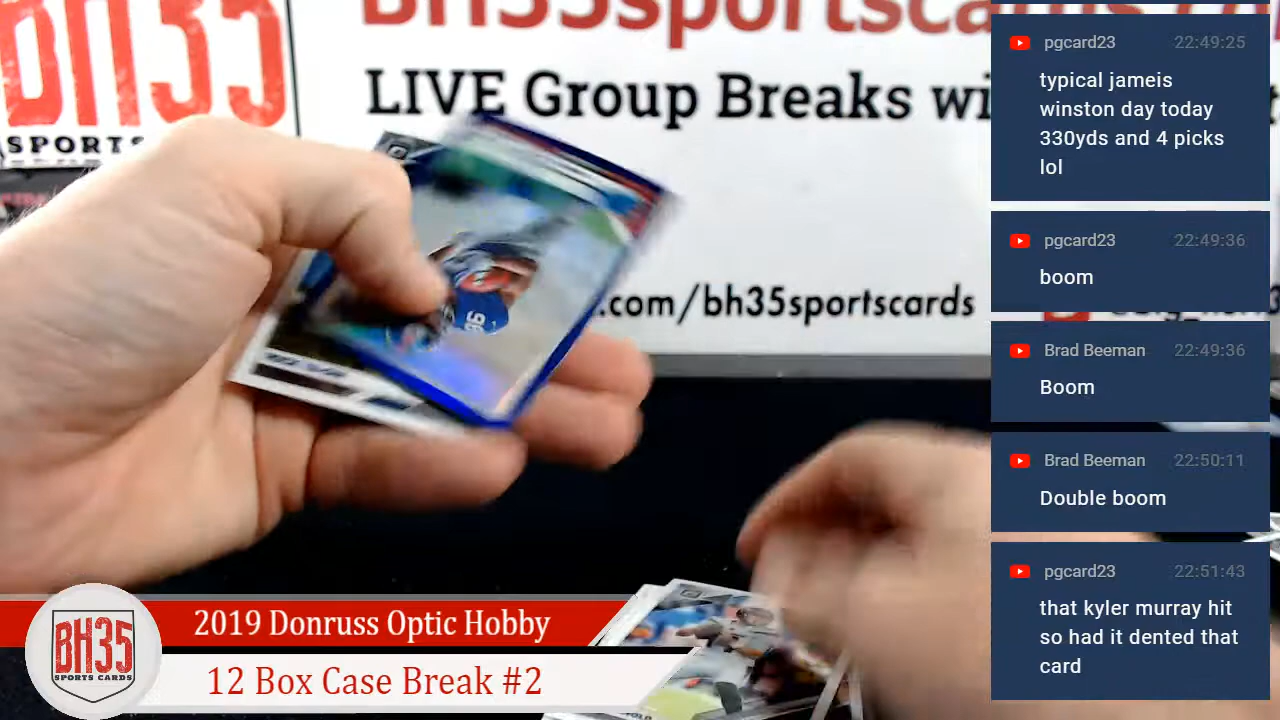 BH35
SPORTS
LIVE Group Breaks wi
.com/bh35sportscards
pgcard23 22:49:25
typical jameis
winston day today
330yds and 4 picks
lol
pgcard23 22:49:36
boom
Brad Beeman 22:49:36
Boom
Brad Beeman 22:50:11
Double boom
pgcard23 22:51:43
that kyler murray hit
so had it dented that
card
BH35
SPORTS CARDS
2019 Donruss Optic Hobby
12 Box Case Break #2